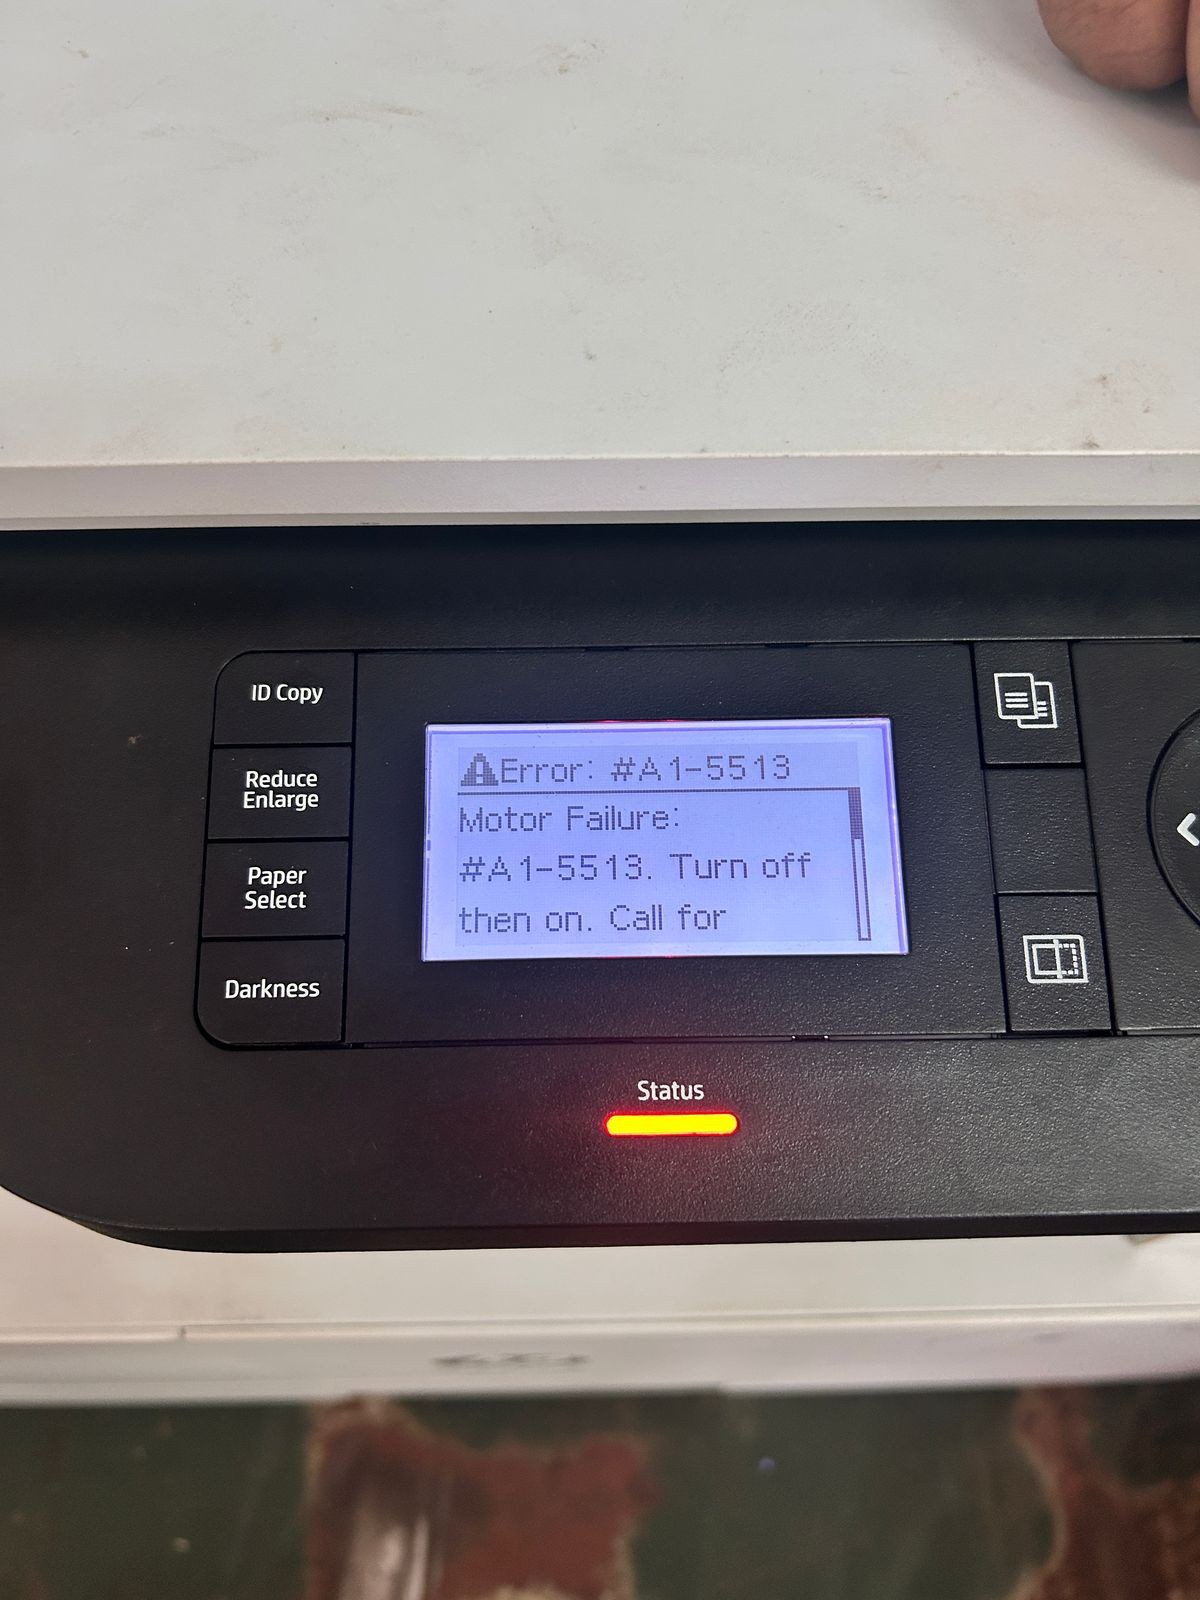 ID Copy
Reduce
Enlarge
Paper
Select
Darkness
Error: #A1-5513
Motor Failure:
#A1-5513. Turn off
then on. Call for
Status